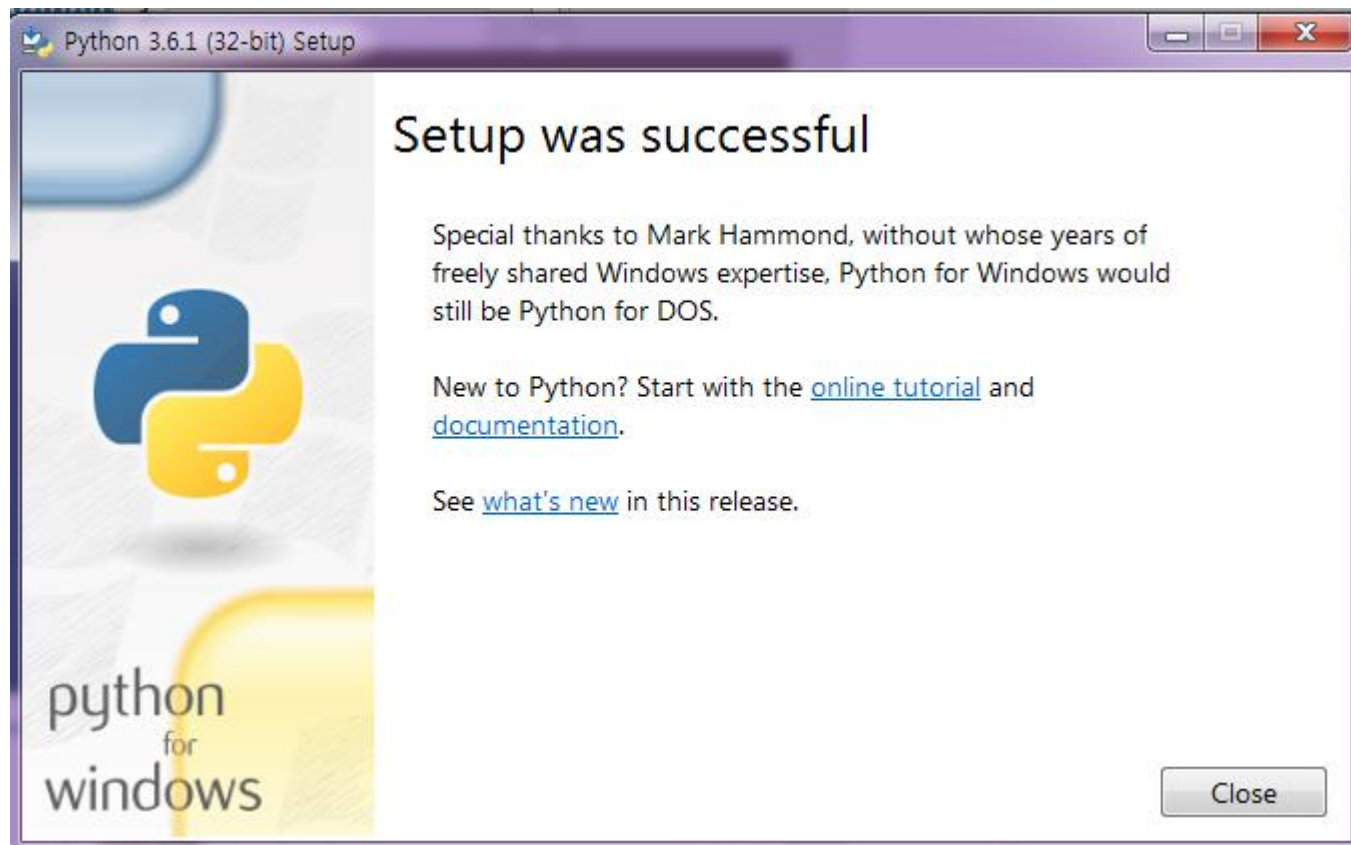 Python 3.6.1 (32-bit) Setup
Setup was successful
Special thanks to Mark Hammond, without whose years of
freely shared Windows expertise, Python for Windows would
still be Python for DOS.
New to Python? Start with the online tutorial and
documentation.
See what's new in this release.
python
for
windows
Close